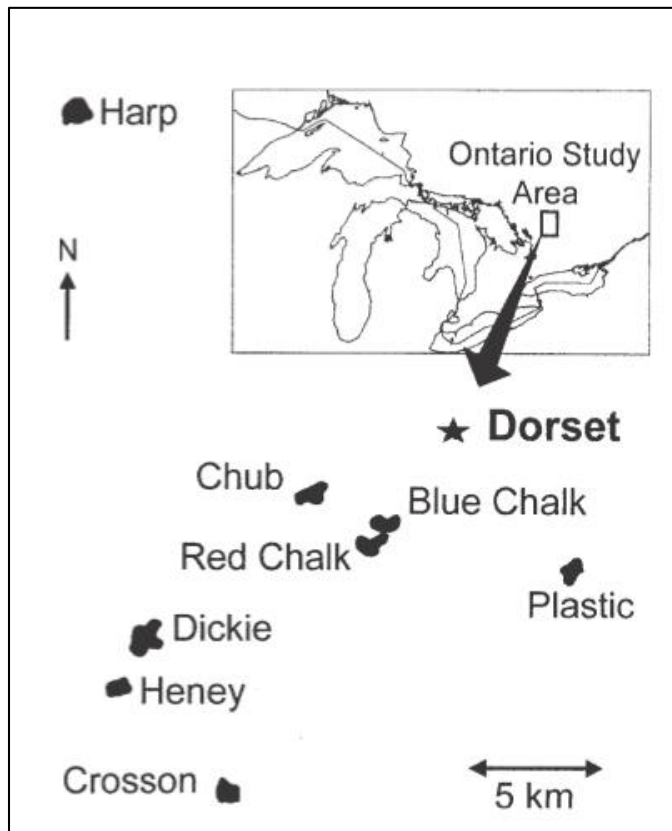 Harp
Ontario Study
Area
N
Dorset
Chub
Blue Chalk
Red Chalk
Plastic
Dickie
Heney
Crosson
5 km